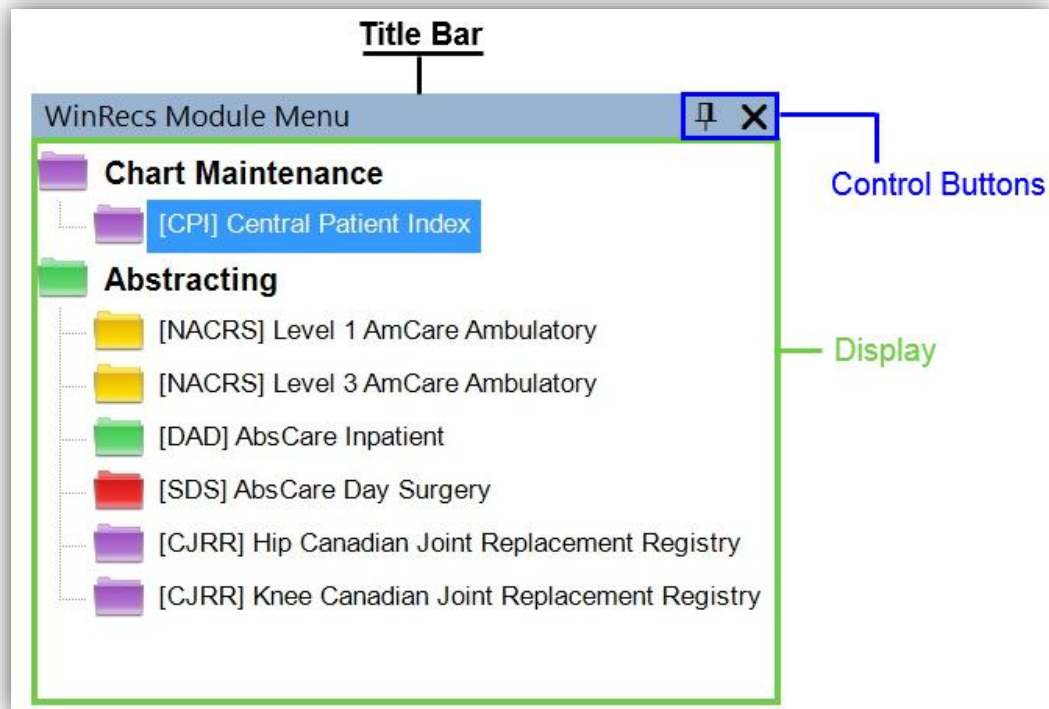 Title Bar
WinRecs Module Menu
Chart Maintenance
Control Buttons
[CPI] Central Patient Index
Abstracting
[NACRS] Level 1 AmCare Ambulatory
Display
[NACRS] Level 3 AmCare Ambulatory
[DAD] AbsCare Inpatient
[SDS] AbsCare Day Surgery
[CJRR] Hip Canadian Joint Replacement Registry
[CJRR] Knee Canadian Joint Replacement Registry